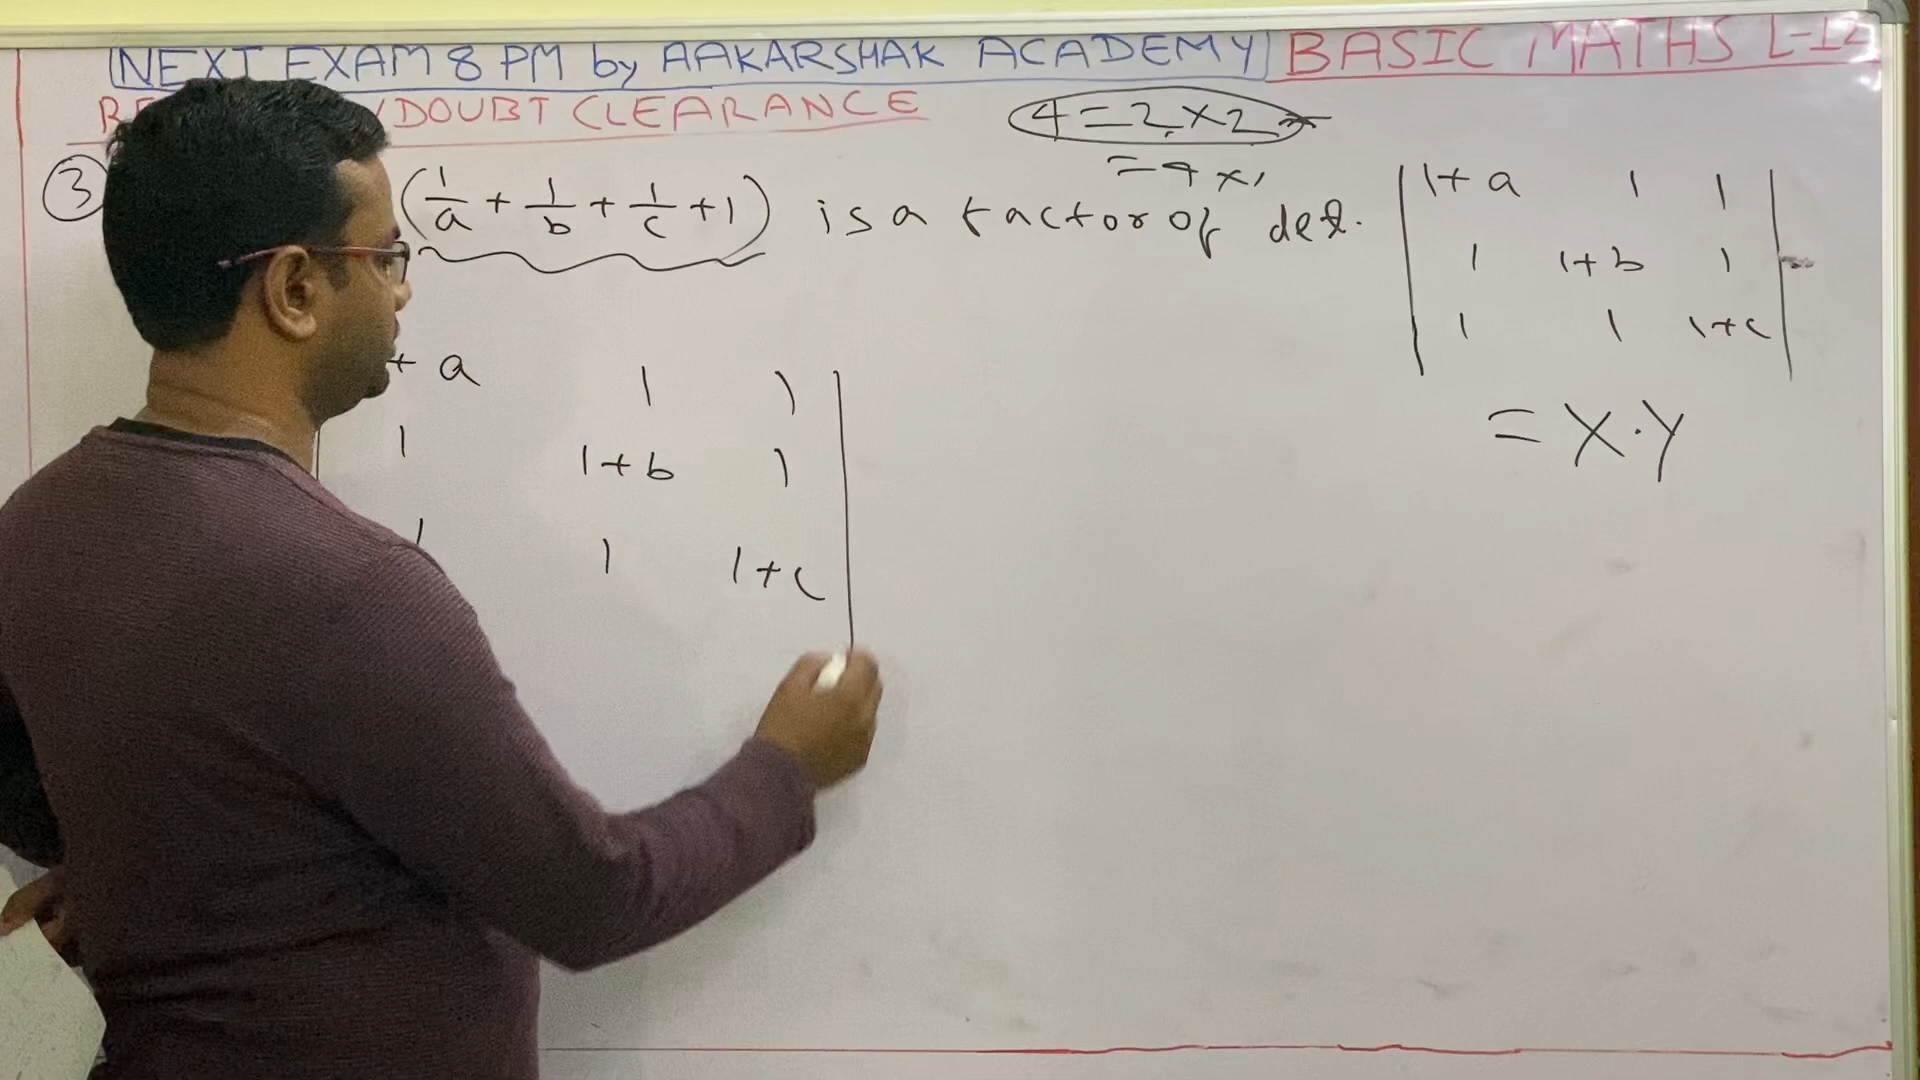 NEXT EXAM 8 PM by AAKARSHAK ACADEMY BASIC MATHS L-12
/DOUBT CLEARANCE
4 = 2 × 2
= 4 × 1
③ (1/a + 1/b + 1/c + 1) is a factor of det.
1+a 1 1
1 1+b 1
1 1 1+c
= X·Y
+ a 1 1
1 1+b 1
1 1 1+c